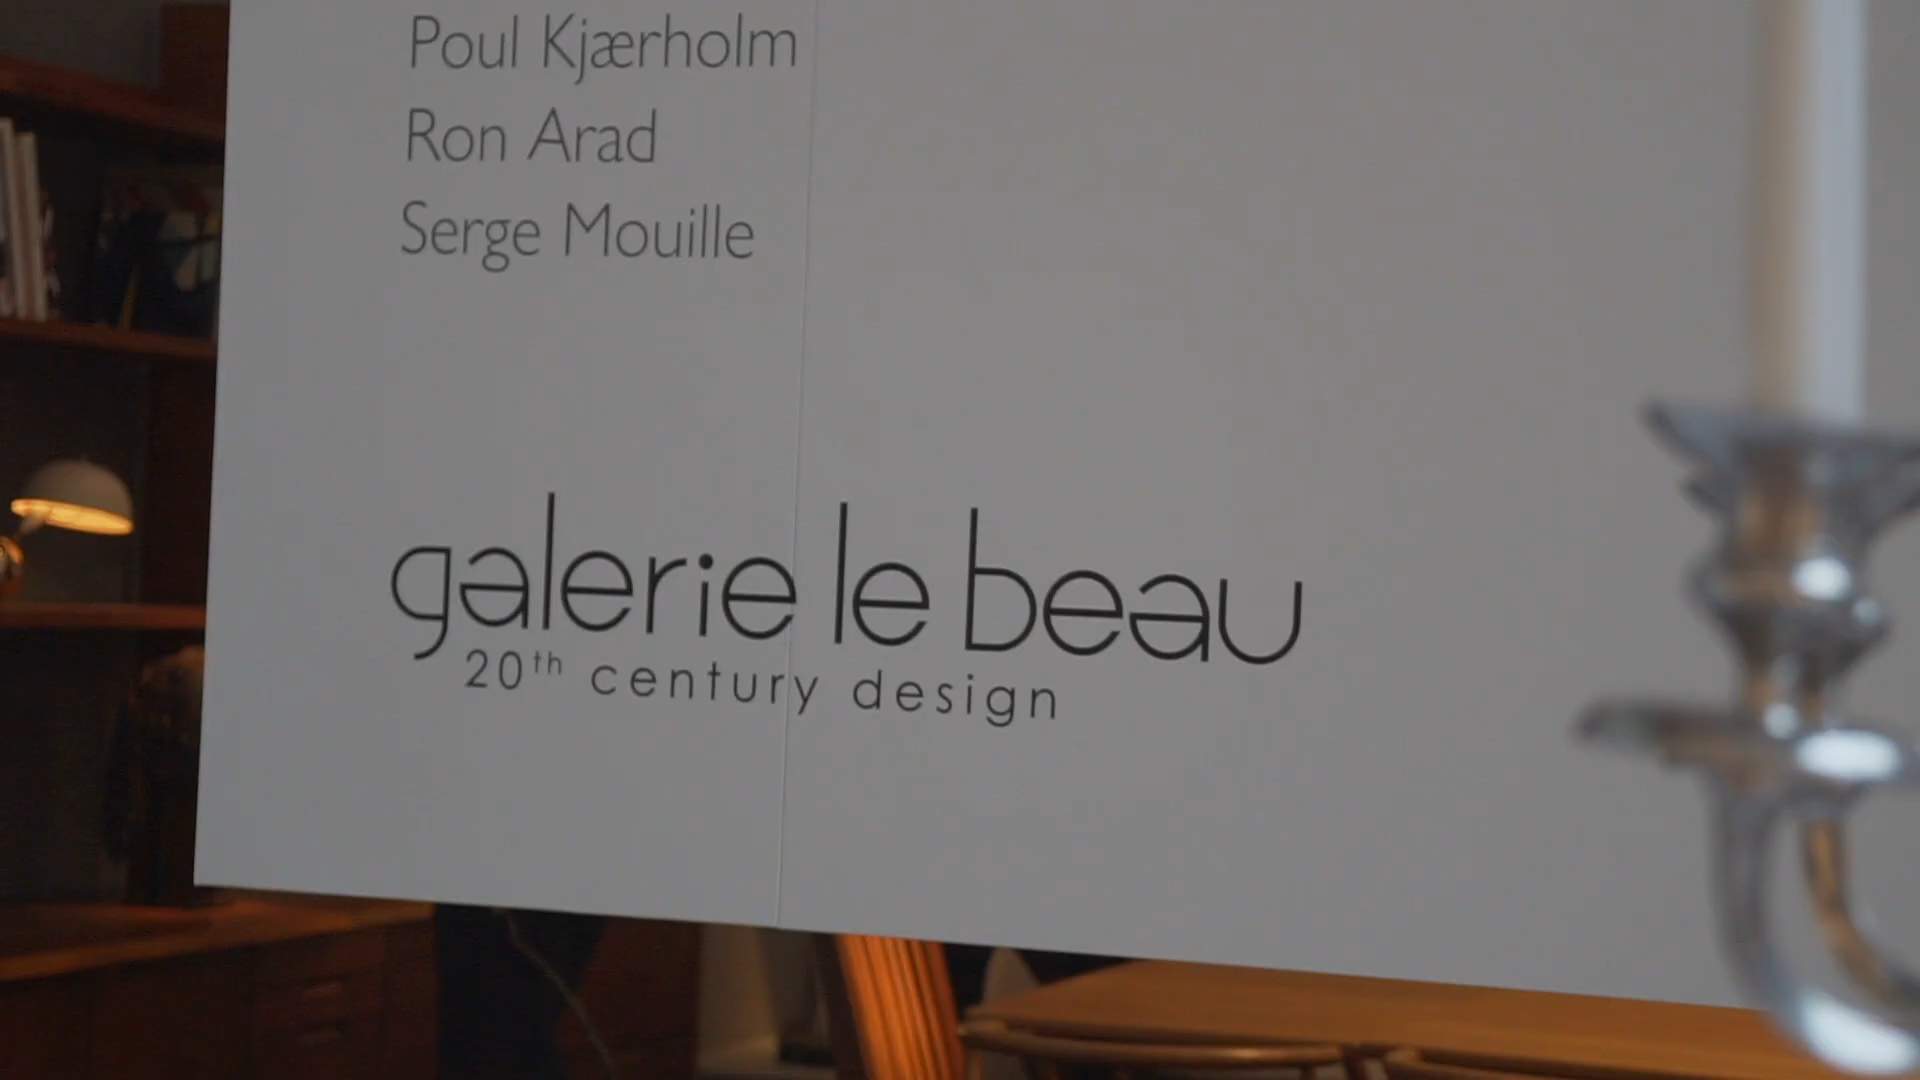 Poul Kjærholm
Ron Arad
Serge Mouille
galerie le beau
20th century design